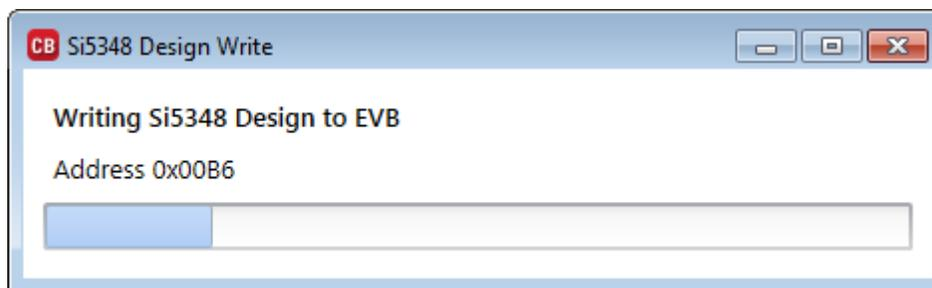 CB Si5348 Design Write
Writing Si5348 Design to EVB
Address 0x00B6